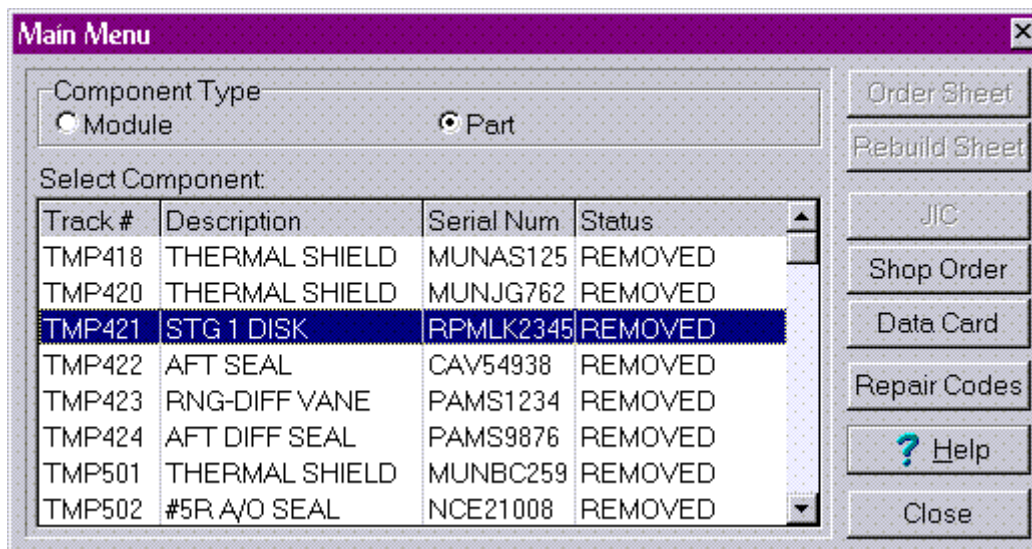 Main Menu
Component Type
Module Part
Select Component:
Track # Description Serial Num Status
TMP418 THERMAL SHIELD MUNAS125 REMOVED
TMP420 THERMAL SHIELD MUNJG762 REMOVED
TMP421 STG 1 DISK RPMLK2345 REMOVED
TMP422 AFT SEAL CAV54938 REMOVED
TMP423 RNG-DIFF VANE PAMS1234 REMOVED
TMP424 AFT DIFF SEAL PAMS9876 REMOVED
TMP501 THERMAL SHIELD MUNBC259 REMOVED
TMP502 #5R A/O SEAL NCE21008 REMOVED
Order Sheet
Rebuild Sheet
JIC
Shop Order
Data Card
Repair Codes
? Help
Close